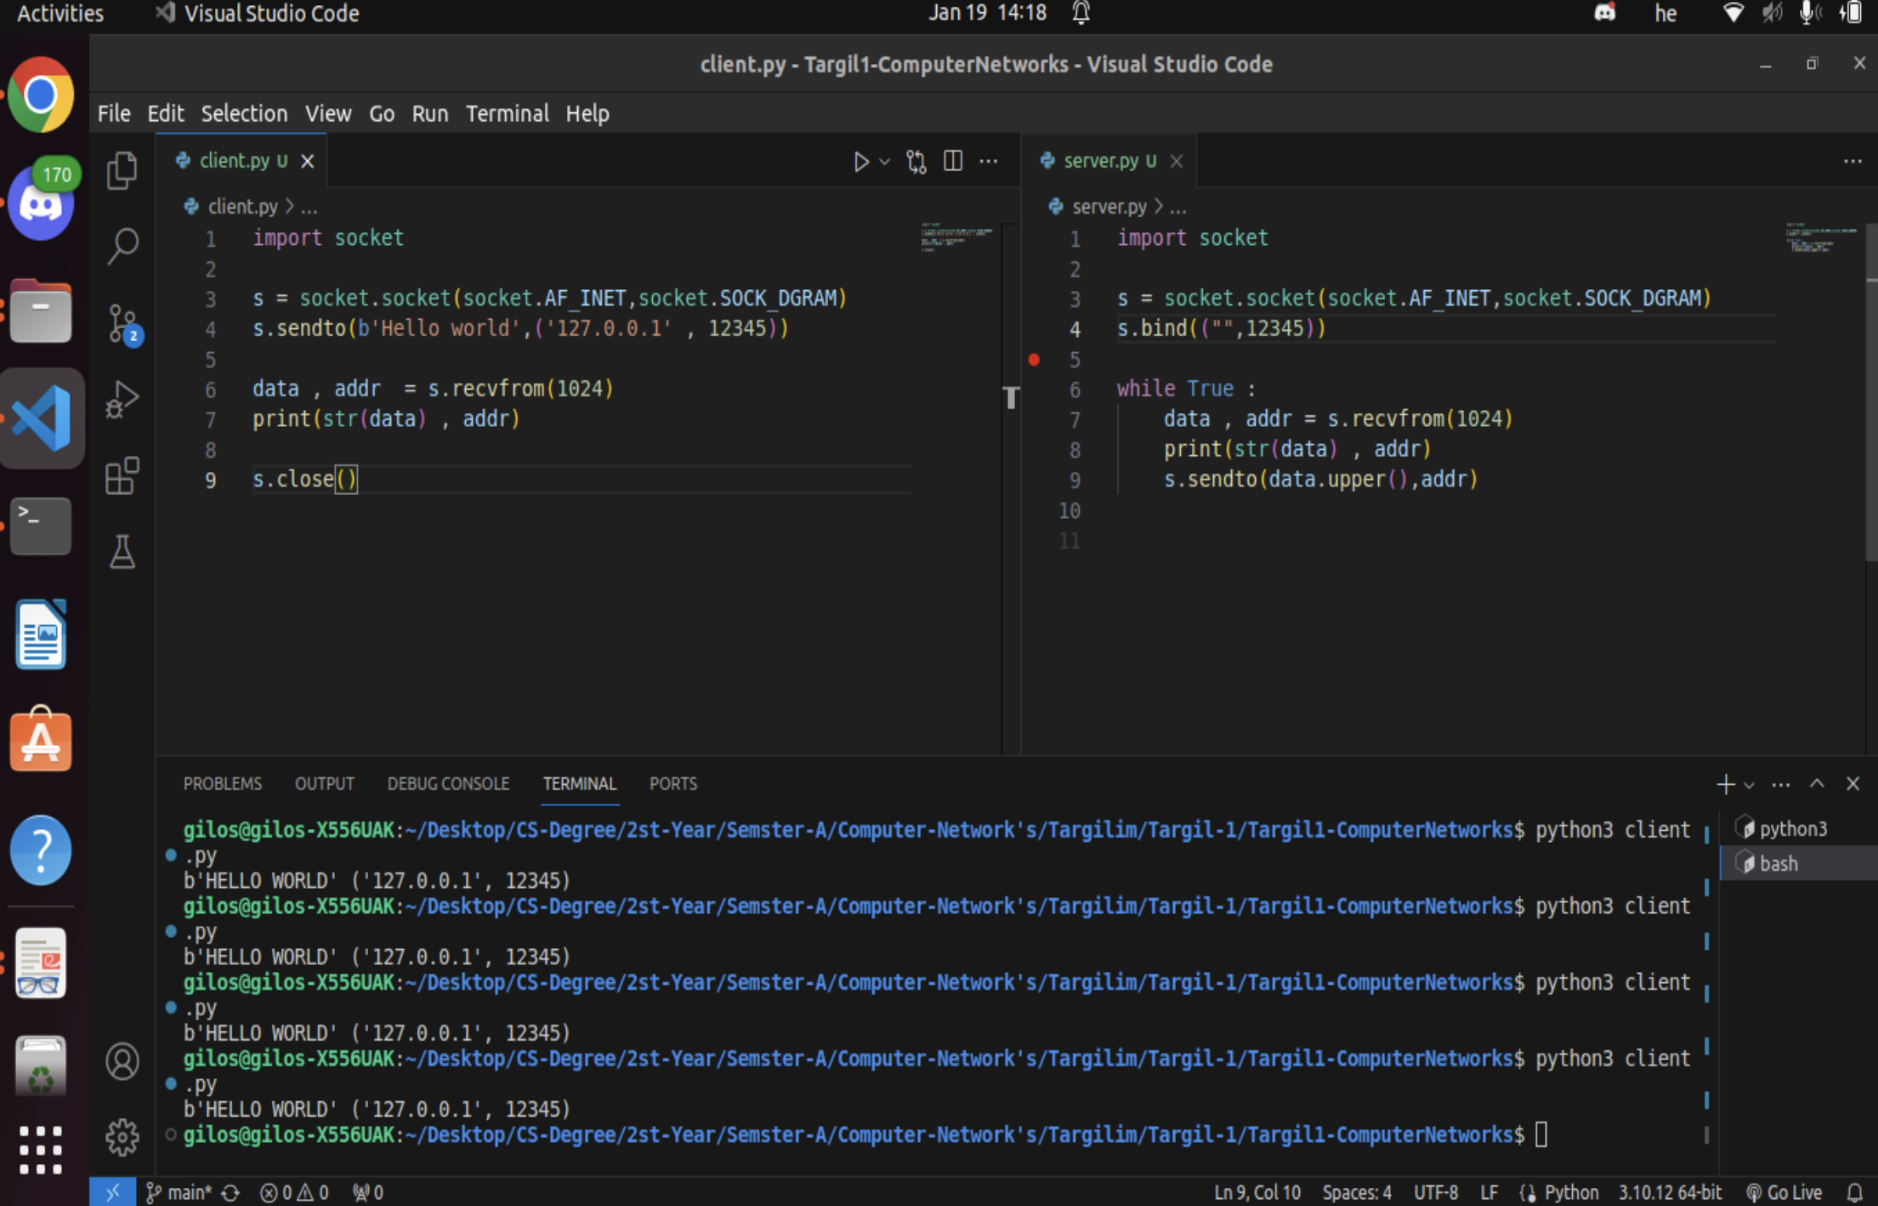 Activities
Visual Studio Code
Jan 19 14:18
he
client.py - Targil1-ComputerNetworks - Visual Studio Code
File Edit Selection View Go Run Terminal Help
170
2
client.py U
client.py > ...
1 import socket
2
3 s = socket.socket(socket.AF_INET,socket.SOCK_DGRAM)
4 s.sendto(b'Hello world',('127.0.0.1' , 12345))
5
6 data , addr  = s.recvfrom(1024)
7 print(str(data) , addr)
8
9 s.close()
server.py U
server.py > ...
1 import socket
2
3 s = socket.socket(socket.AF_INET,socket.SOCK_DGRAM)
4 s.bind(("",12345))
5
6 while True :
7     data , addr = s.recvfrom(1024)
8     print(str(data) , addr)
9     s.sendto(data.upper(),addr)
10
11
PROBLEMS OUTPUT DEBUG CONSOLE TERMINAL PORTS
gilos@gilos-X556UAK:~/Desktop/CS-Degree/2st-Year/Semster-A/Computer-Network's/Targilim/Targil-1/Targil1-ComputerNetworks$ python3 client
.py
b'HELLO WORLD' ('127.0.0.1', 12345)
gilos@gilos-X556UAK:~/Desktop/CS-Degree/2st-Year/Semster-A/Computer-Network's/Targilim/Targil-1/Targil1-ComputerNetworks$ python3 client
.py
b'HELLO WORLD' ('127.0.0.1', 12345)
gilos@gilos-X556UAK:~/Desktop/CS-Degree/2st-Year/Semster-A/Computer-Network's/Targilim/Targil-1/Targil1-ComputerNetworks$ python3 client
.py
b'HELLO WORLD' ('127.0.0.1', 12345)
gilos@gilos-X556UAK:~/Desktop/CS-Degree/2st-Year/Semster-A/Computer-Network's/Targilim/Targil-1/Targil1-ComputerNetworks$ python3 client
.py
b'HELLO WORLD' ('127.0.0.1', 12345)
gilos@gilos-X556UAK:~/Desktop/CS-Degree/2st-Year/Semster-A/Computer-Network's/Targilim/Targil-1/Targil1-ComputerNetworks$
python3
bash
main* 0 0 0
Ln 9, Col 10 Spaces: 4 UTF-8 LF Python 3.10.12 64-bit Go Live